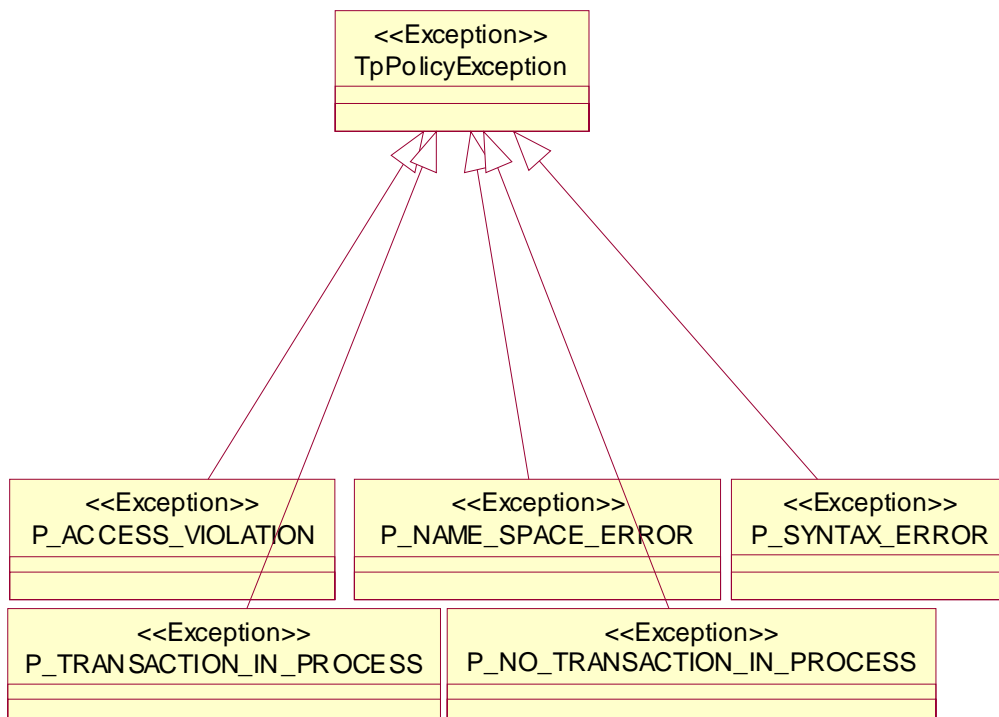 <<Exception>>
TpPolicyException
<<Exception>>
P_ACCESS_VIOLATION
<<Exception>>
P_NAME_SPACE_ERROR
<<Exception>>
P_SYNTAX_ERROR
<<Exception>>
P_TRANSACTION_IN_PROCESS
<<Exception>>
P_NO_TRANSACTION_IN_PROCESS